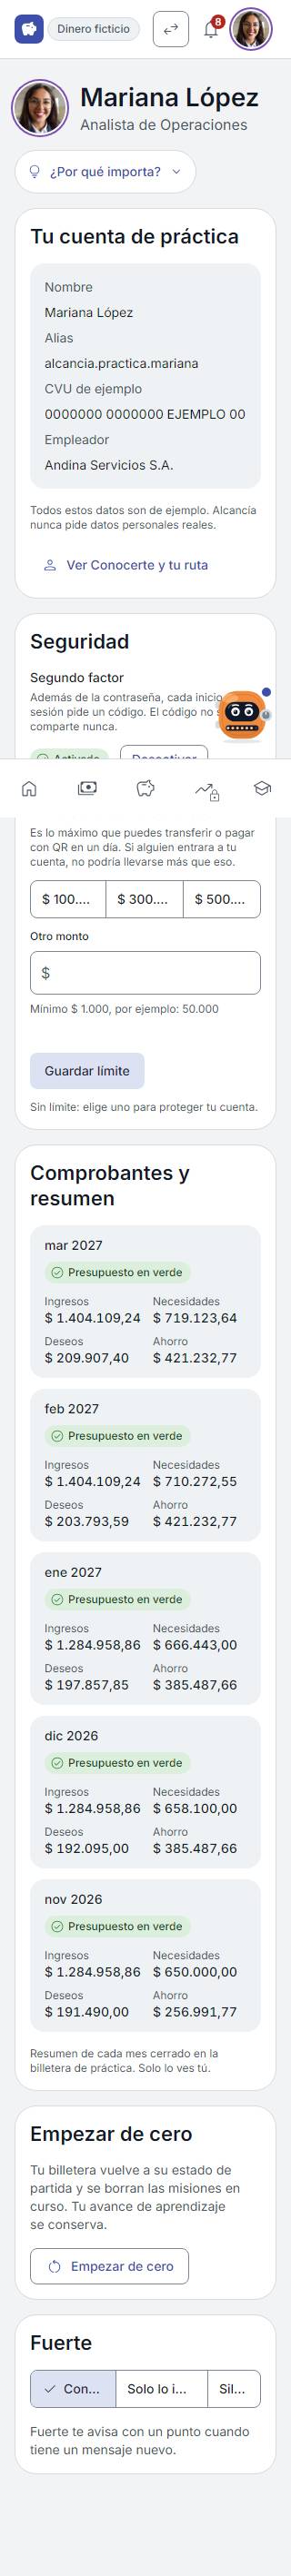 Dinero ficticio
8
Mariana López
Analista de Operaciones
¿Por qué importa?
Tu cuenta de práctica
Nombre
Mariana López
Alias
alcancia.practica.mariana
CVU de ejemplo
0000000 0000000 EJEMPLO 00
Empleador
Andina Servicios S.A.
Todos estos datos son de ejemplo. Alcancía
nunca pide datos personales reales.
Ver Conocerte y tu ruta
Seguridad
Segundo factor
Además de la contraseña, cada inicio
sesión pide un código. El código no s
comparte nunca.
Es lo máximo que puedes transferir o pagar
con QR en un día. Si alguien entrara a tu
cuenta, no podría llevarse más que eso.
$ 100.... $ 300.... $ 500....
Otro monto
$
Mínimo $ 1.000, por ejemplo: 50.000
Guardar límite
Sin límite: elige uno para proteger tu cuenta.
Comprobantes y
resumen
mar 2027
Presupuesto en verde
Ingresos Necesidades
$ 1.404.109,24 $ 719.123,64
Deseos Ahorro
$ 209.907,40 $ 421.232,77
feb 2027
Presupuesto en verde
Ingresos Necesidades
$ 1.404.109,24 $ 710.272,55
Deseos Ahorro
$ 203.793,59 $ 421.232,77
ene 2027
Presupuesto en verde
Ingresos Necesidades
$ 1.284.958,86 $ 666.443,00
Deseos Ahorro
$ 197.857,85 $ 385.487,66
dic 2026
Presupuesto en verde
Ingresos Necesidades
$ 1.284.958,86 $ 658.100,00
Deseos Ahorro
$ 192.095,00 $ 385.487,66
nov 2026
Presupuesto en verde
Ingresos Necesidades
$ 1.284.958,86 $ 650.000,00
Deseos Ahorro
$ 191.490,00 $ 256.991,77
Resumen de cada mes cerrado en la
billetera de práctica. Solo lo ves tú.
Empezar de cero
Tu billetera vuelve a su estado de
partida y se borran las misiones en
curso. Tu avance de aprendizaje
se conserva.
Empezar de cero
Fuerte
Con... Solo lo i... Sil...
Fuerte te avisa con un punto cuando
tiene un mensaje nuevo.